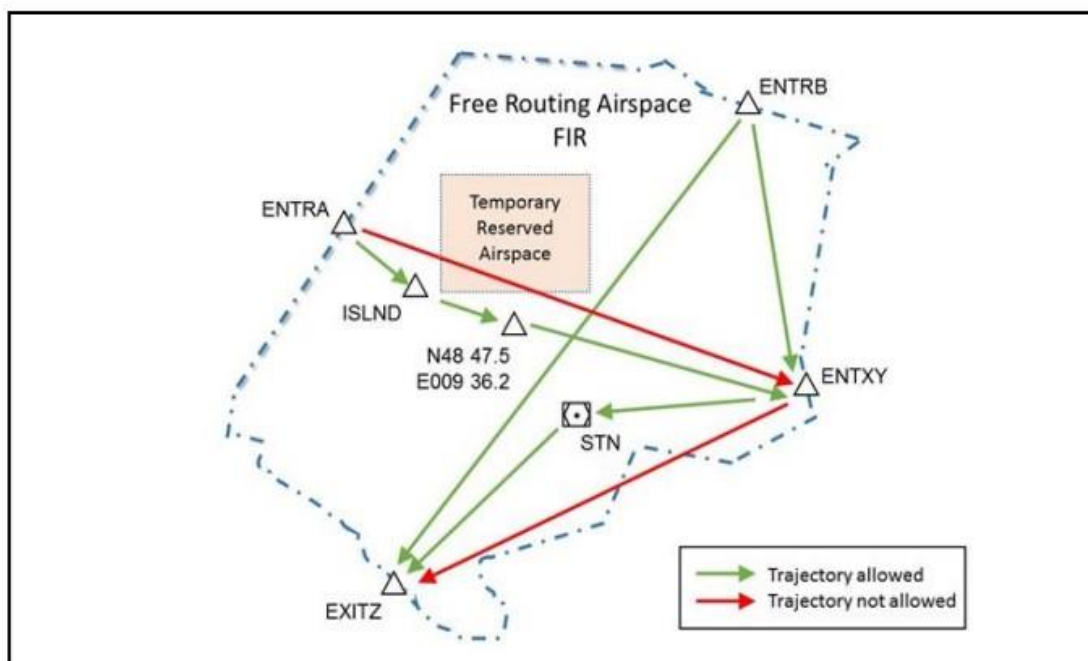 ENTRB
Free Routing Airspace
FIR
Temporary
Reserved
Airspace
ENTRA
ISLND
N48 47.5
E009 36.2
ENTXY
STN
EXITZ
Trajectory allowed
Trajectory not allowed